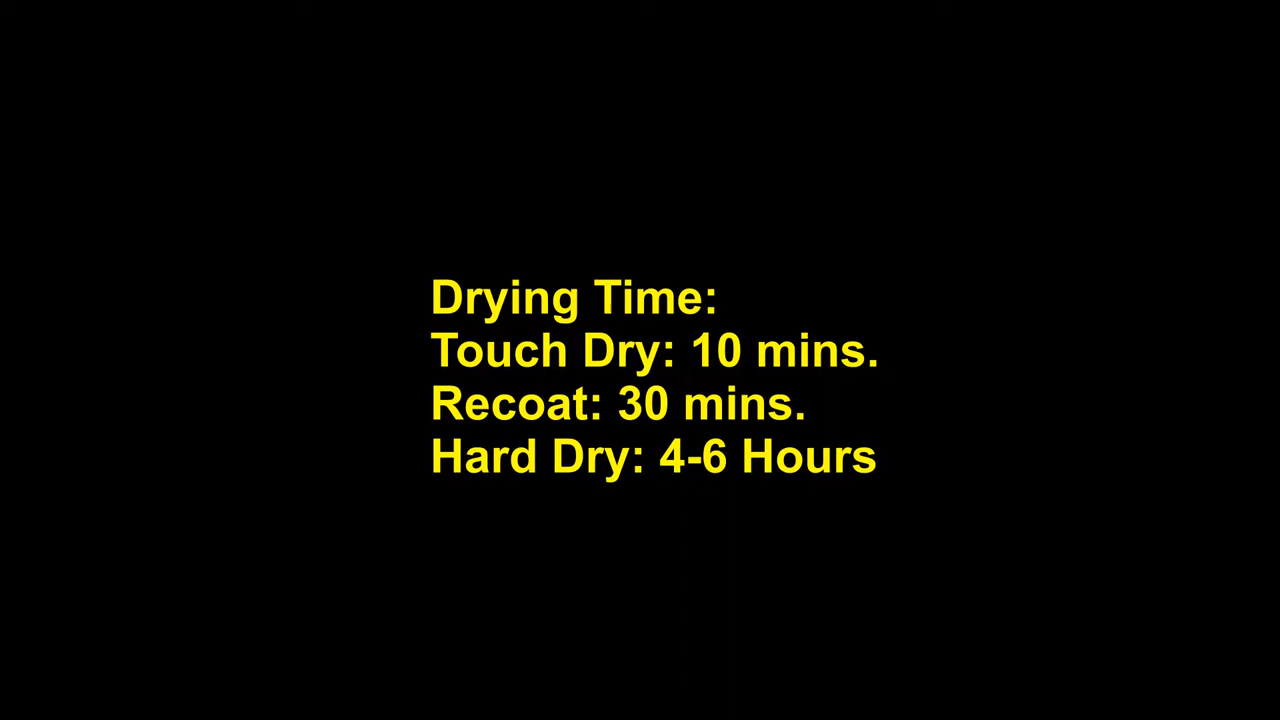 Drying Time:
Touch Dry: 10 mins.
Recoat: 30 mins.
Hard Dry: 4-6 Hours